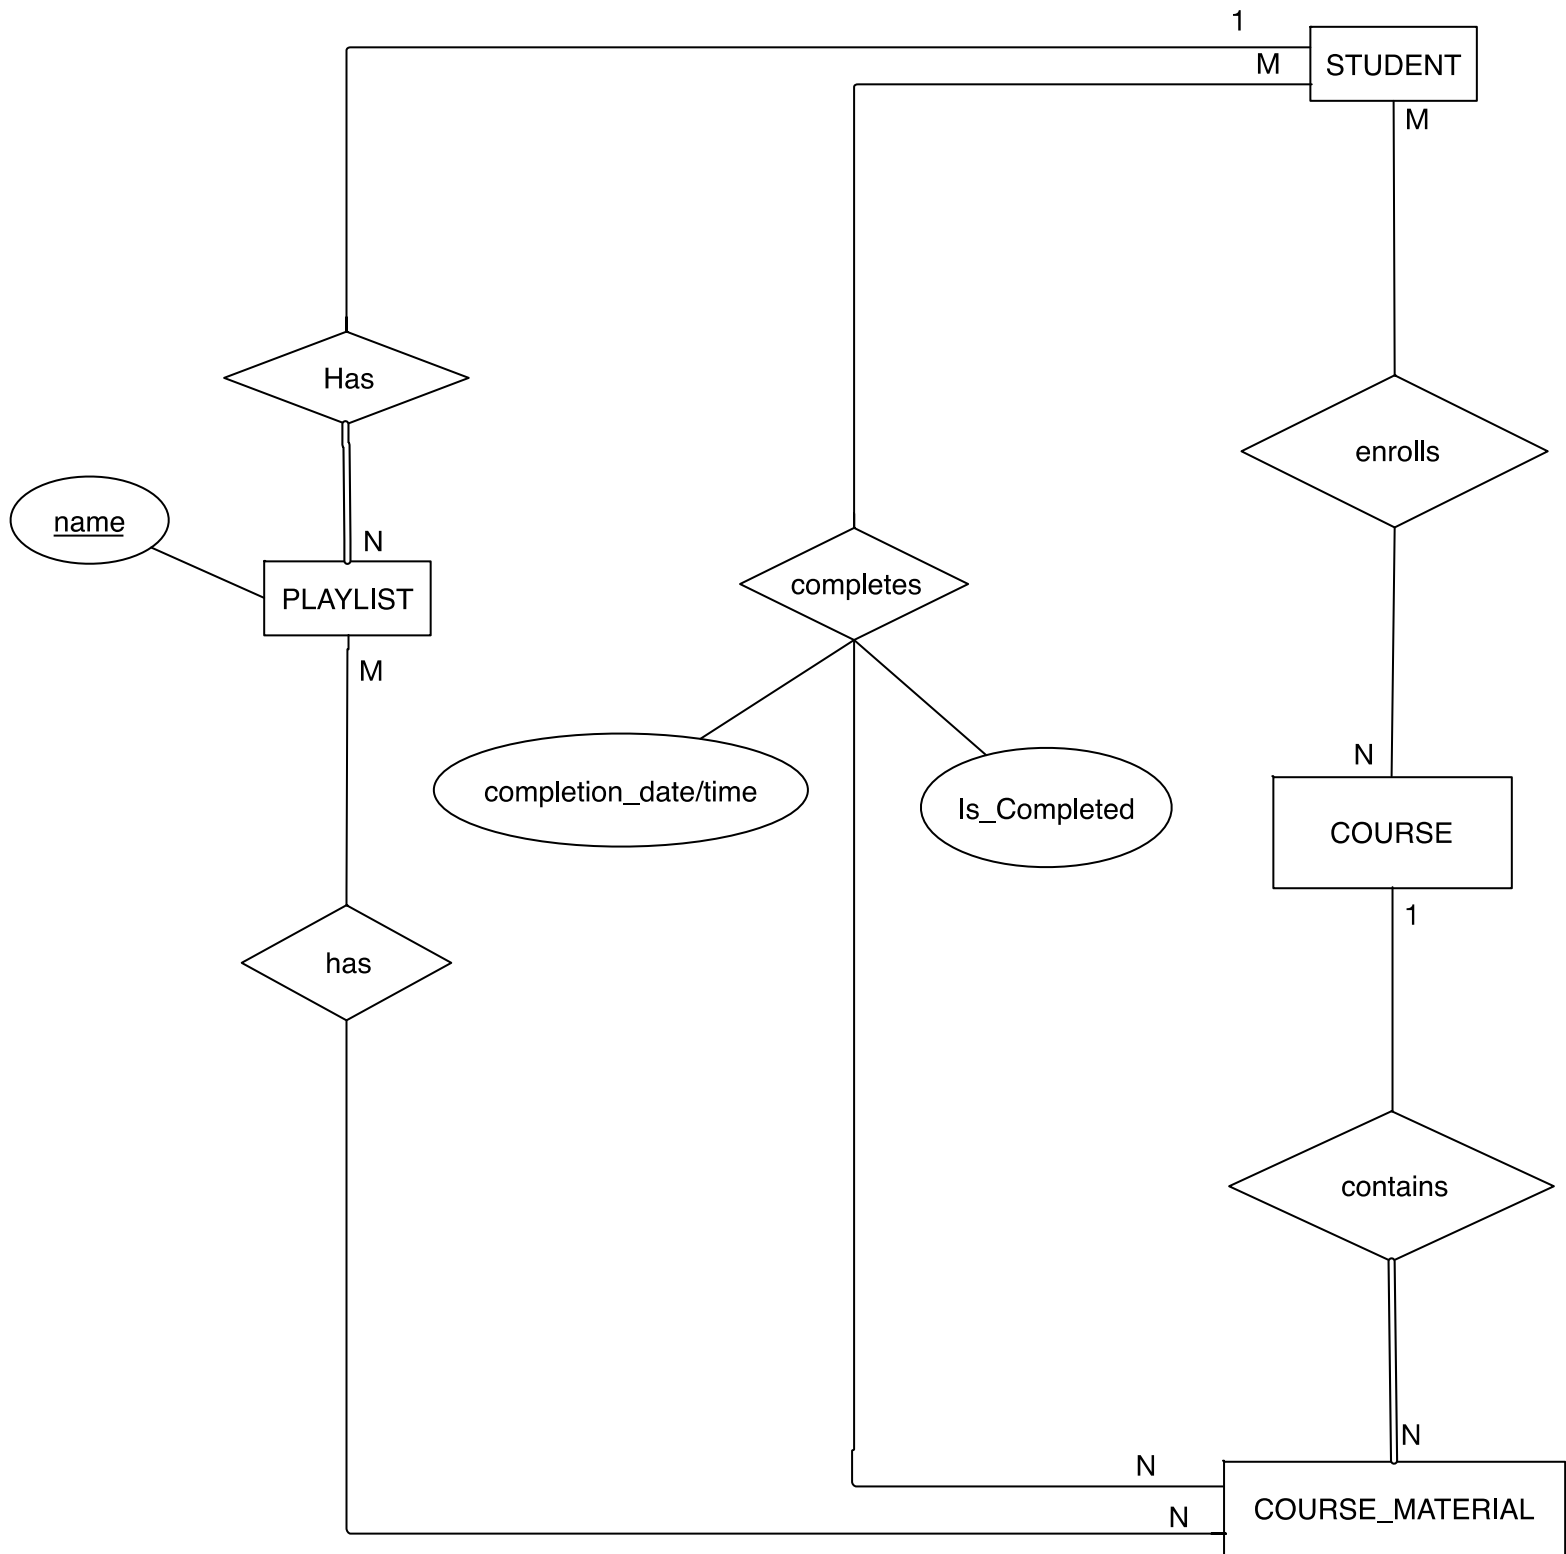 1
STUDENT
M
M
Has
enrolls
name
N
PLAYLIST
completes
M
N
completion_date/time
Is_Completed
COURSE
1
has
contains
N
N
COURSE_MATERIAL
N